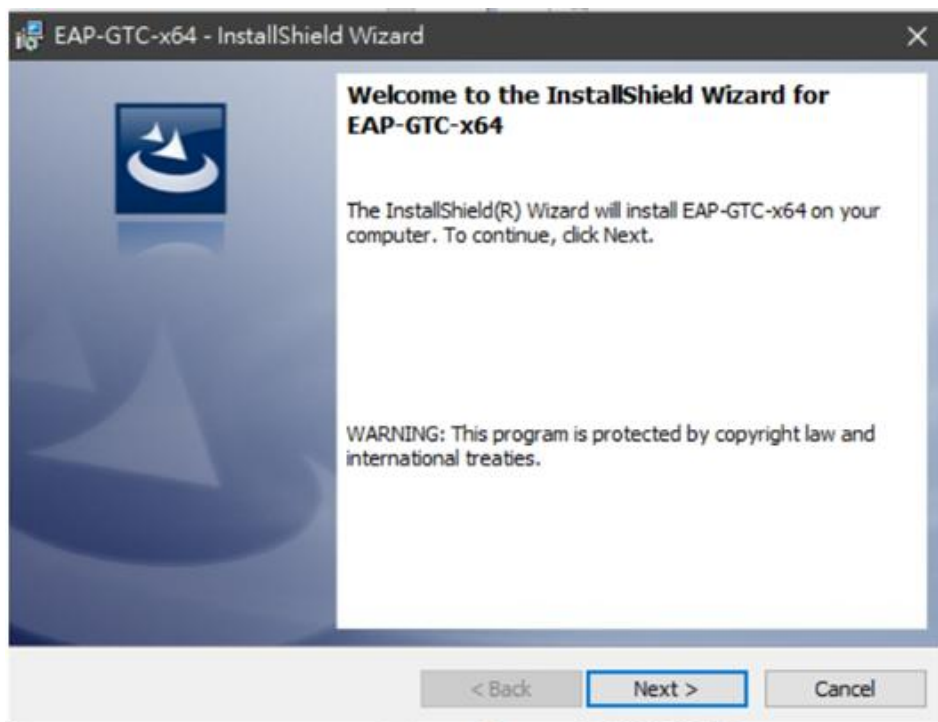 EAP-GTC-x64 - InstallShield Wizard
Welcome to the InstallShield Wizard for
EAP-GTC-x64
The InstallShield(R) Wizard will install EAP-GTC-x64 on your
computer. To continue, click Next.
WARNING: This program is protected by copyright law and
international treaties.
< Back
Next >
Cancel